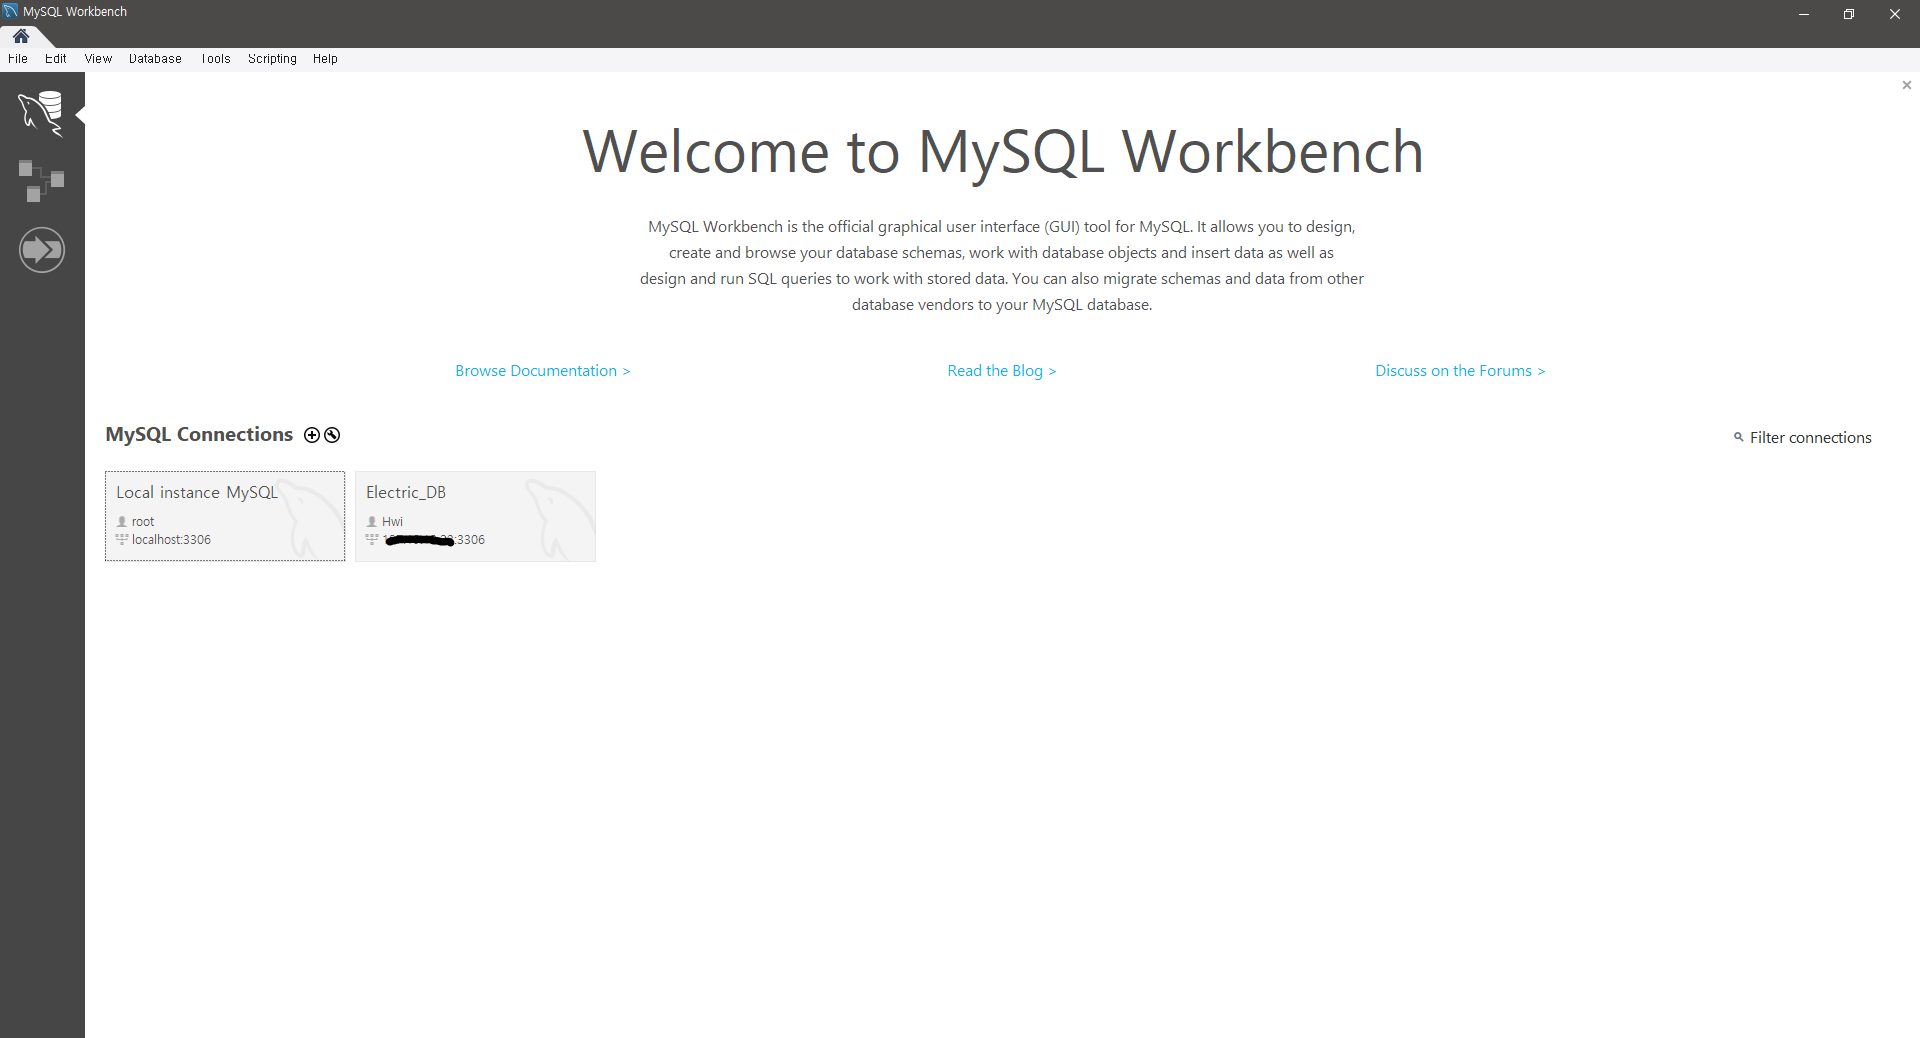 MySQL Workbench
File Edit View Database Tools Scripting Help
Welcome to MySQL Workbench
MySQL Workbench is the official graphical user interface (GUI) tool for MySQL. It allows you to design,
create and browse your database schemas, work with database objects and insert data as well as
design and run SQL queries to work with stored data. You can also migrate schemas and data from other
database vendors to your MySQL database.
Browse Documentation > Read the Blog > Discuss on the Forums >
MySQL Connections
Filter connections
Local instance MySQL
root
localhost:3306
Electric_DB
Hwi
:3306